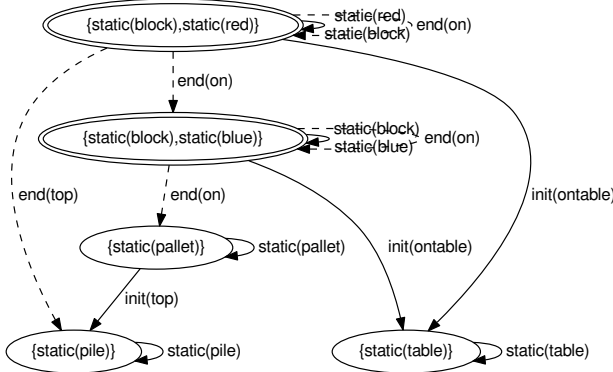 static(red)
{static(block),static(red)}
end(on)
static(block)
end(on)
static(block)
{static(block),static(blue)}
end(on)
static(blue)
end(top)
end(on)
init(ontable)
init(ontable)
{static(pallet)}
static(pallet)
init(top)
{static(pile)}
static(pile)
{static(table)}
static(table)